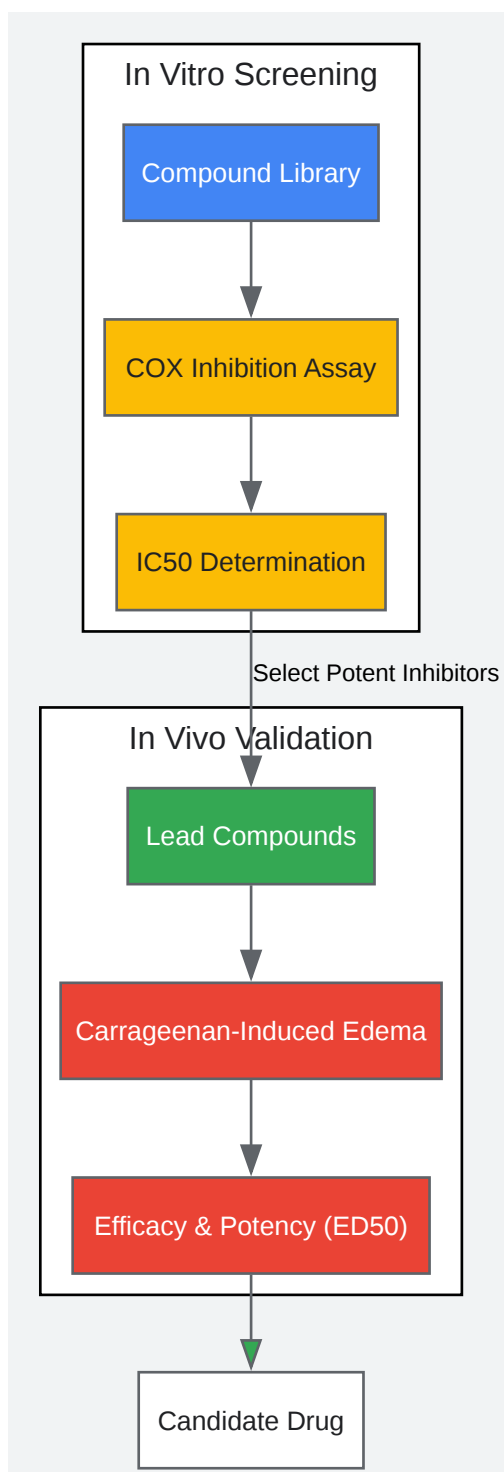 In Vitro Screening
Compound Library
COX Inhibition Assay
IC50 Determination
Select Potent Inhibitors
In Vivo Validation
Lead Compounds
Carrageenan-Induced Edema
Efficacy & Potency (ED50)
Candidate Drug